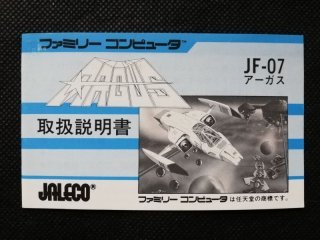 ファミリー コンピュータ™
JF-07
アーガス
ARGUS
取扱説明書
JALECO®
ファミリー コンピュータ は任天堂の商標です。